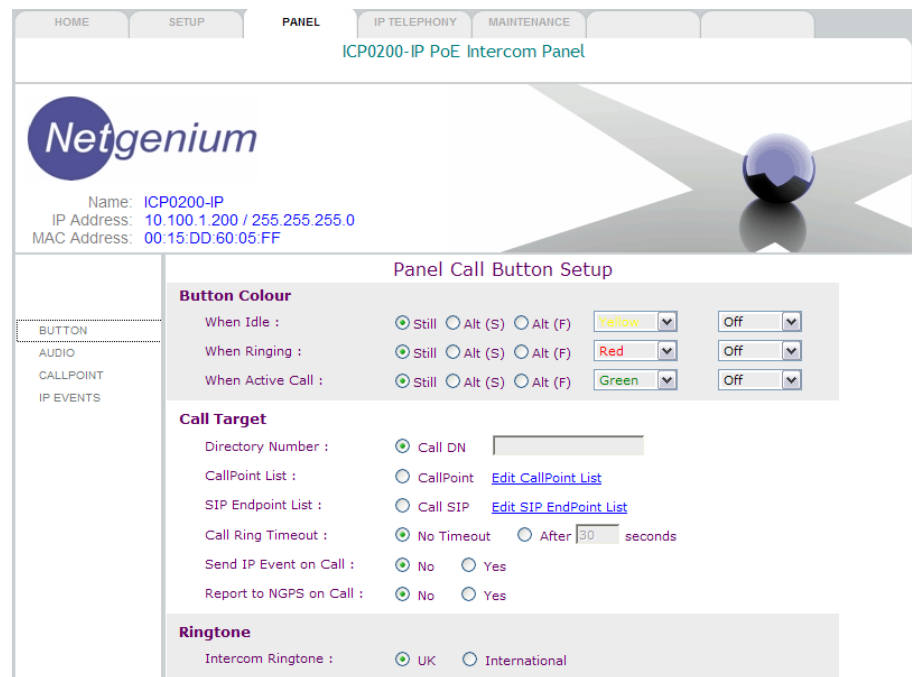 HOME SETUP PANEL IP TELEPHONY MAINTENANCE
ICP0200-IP PoE Intercom Panel
Netgenium
Name: ICP0200-IP
IP Address: 10.100.1.200 / 255.255.255.0
MAC Address: 00:15:DD:60:05:FF
BUTTON
AUDIO
CALLPOINT
IP EVENTS
Panel Call Button Setup
Button Colour
When Idle : Still Alt (S) Alt (F) Yellow Off
When Ringing : Still Alt (S) Alt (F) Red Off
When Active Call : Still Alt (S) Alt (F) Green Off
Call Target
Directory Number : Call DN
CallPoint List : CallPoint Edit CallPoint List
SIP Endpoint List : Call SIP Edit SIP EndPoint List
Call Ring Timeout : No Timeout After 30 seconds
Send IP Event on Call : No Yes
Report to NGPS on Call : No Yes
Ringtone
Intercom Ringtone : UK International